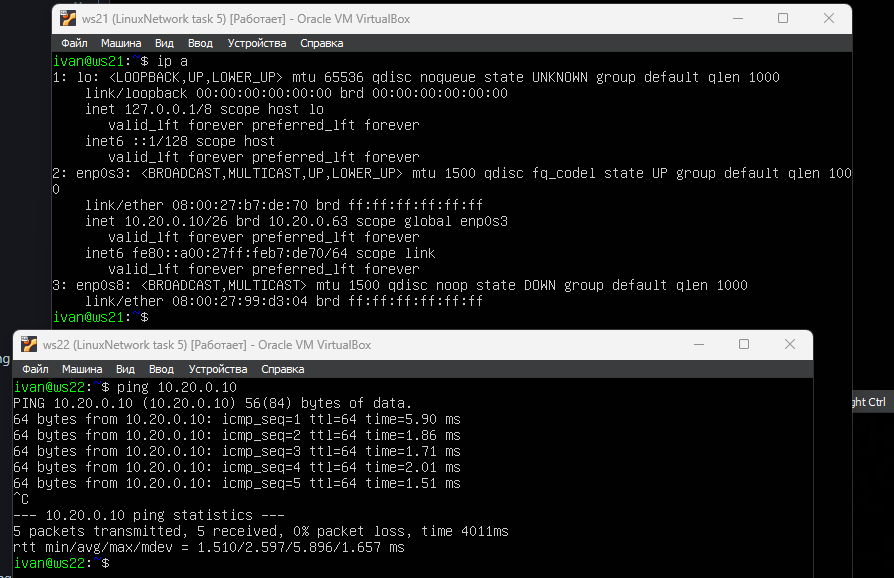 ws21 (LinuxNetwork task 5) [Работает] - Oracle VM VirtualBox
Файл Машина Вид Ввод Устройства Справка
ivan@ws21:~$ ip a
1: lo: <LOOPBACK,UP,LOWER_UP> mtu 65536 qdisc noqueue state UNKNOWN group default qlen 1000
    link/loopback 00:00:00:00:00:00 brd 00:00:00:00:00:00
    inet 127.0.0.1/8 scope host lo
       valid_lft forever preferred_lft forever
    inet6 ::1/128 scope host
       valid_lft forever preferred_lft forever
2: enp0s3: <BROADCAST,MULTICAST,UP,LOWER_UP> mtu 1500 qdisc fq_codel state UP group default qlen 100
0
    link/ether 08:00:27:b7:de:70 brd ff:ff:ff:ff:ff:ff
    inet 10.20.0.10/26 brd 10.20.0.63 scope global enp0s3
       valid_lft forever preferred_lft forever
    inet6 fe80::a00:27ff:feb7:de70/64 scope link
       valid_lft forever preferred_lft forever
3: enp0s8: <BROADCAST,MULTICAST> mtu 1500 qdisc noop state DOWN group default qlen 1000
    link/ether 08:00:27:99:d3:04 brd ff:ff:ff:ff:ff:ff
ivan@ws21:~$
ws22 (LinuxNetwork task 5) [Работает] - Oracle VM VirtualBox
Файл Машина Вид Ввод Устройства Справка
ivan@ws22:~$ ping 10.20.0.10
PING 10.20.0.10 (10.20.0.10) 56(84) bytes of data.
64 bytes from 10.20.0.10: icmp_seq=1 ttl=64 time=5.90 ms
64 bytes from 10.20.0.10: icmp_seq=2 ttl=64 time=1.86 ms
64 bytes from 10.20.0.10: icmp_seq=3 ttl=64 time=1.71 ms
64 bytes from 10.20.0.10: icmp_seq=4 ttl=64 time=2.01 ms
64 bytes from 10.20.0.10: icmp_seq=5 ttl=64 time=1.51 ms
^C
--- 10.20.0.10 ping statistics ---
5 packets transmitted, 5 received, 0% packet loss, time 4011ms
rtt min/avg/max/mdev = 1.510/2.597/5.896/1.657 ms
ivan@ws22:~$
ng
ght Ctrl